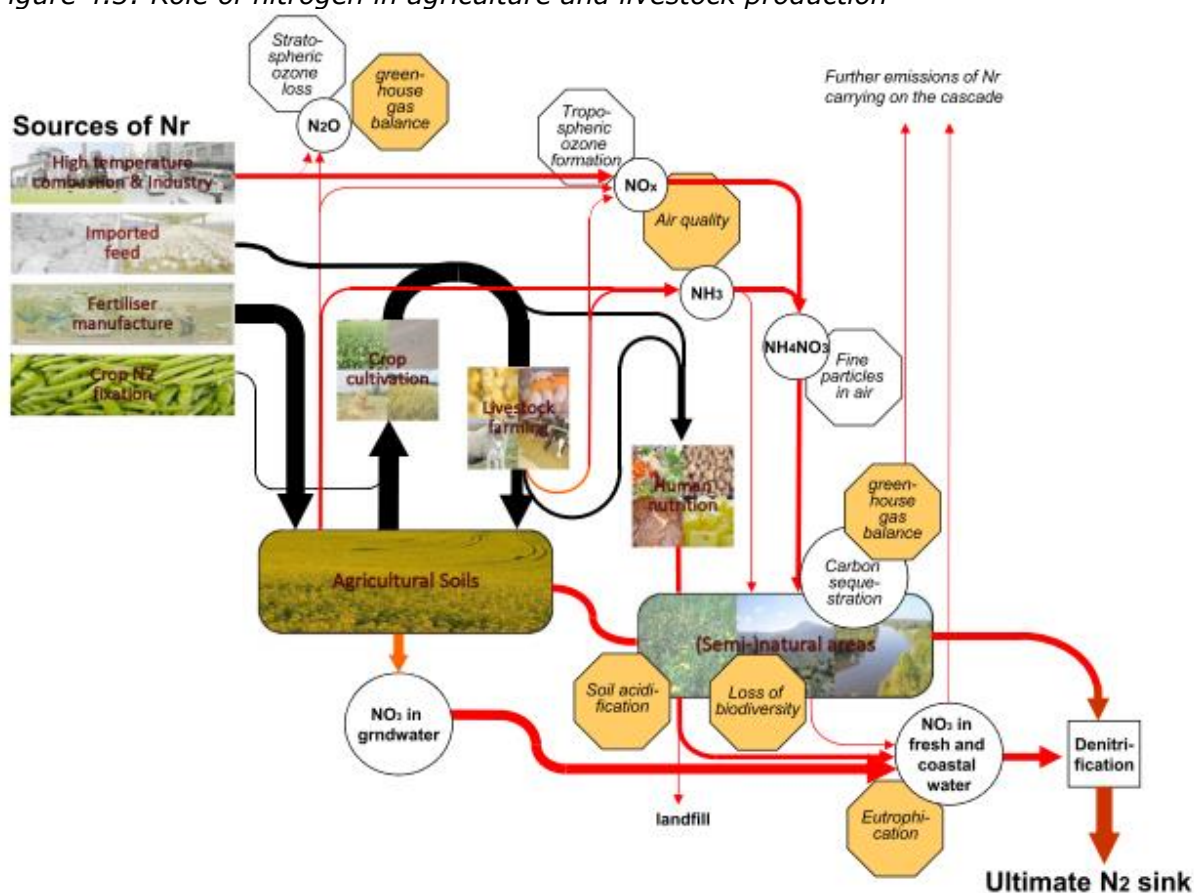 Figure 4.5: Role of nitrogen in agriculture and livestock production
Strato-
spheric
ozone
loss
green-
house
gas
balance
N2O
Further emissions of Nr
carrying on the cascade
Tropo-
spheric
ozone
formation
NOx
Air quality
Sources of Nr
High temperature
combustion & Industry
Imported
feed
Fertiliser
manufacture
Crop N2
fixation
NH3
NH4NO3
Fine
particles
in air
Crop
cultivation
Livestock
farming
Human
nutrition
green-
house
gas
balance
Carbon
seque-
stration
Agricultural Soils
(Semi-)natural areas
Soil acidi-
fication
Loss of
biodiversity
NO3 in
grndwater
NO3 in
fresh and
coastal
water
Denitri-
fication
landfill
Eutrophi-
cation
Ultimate N2 sink